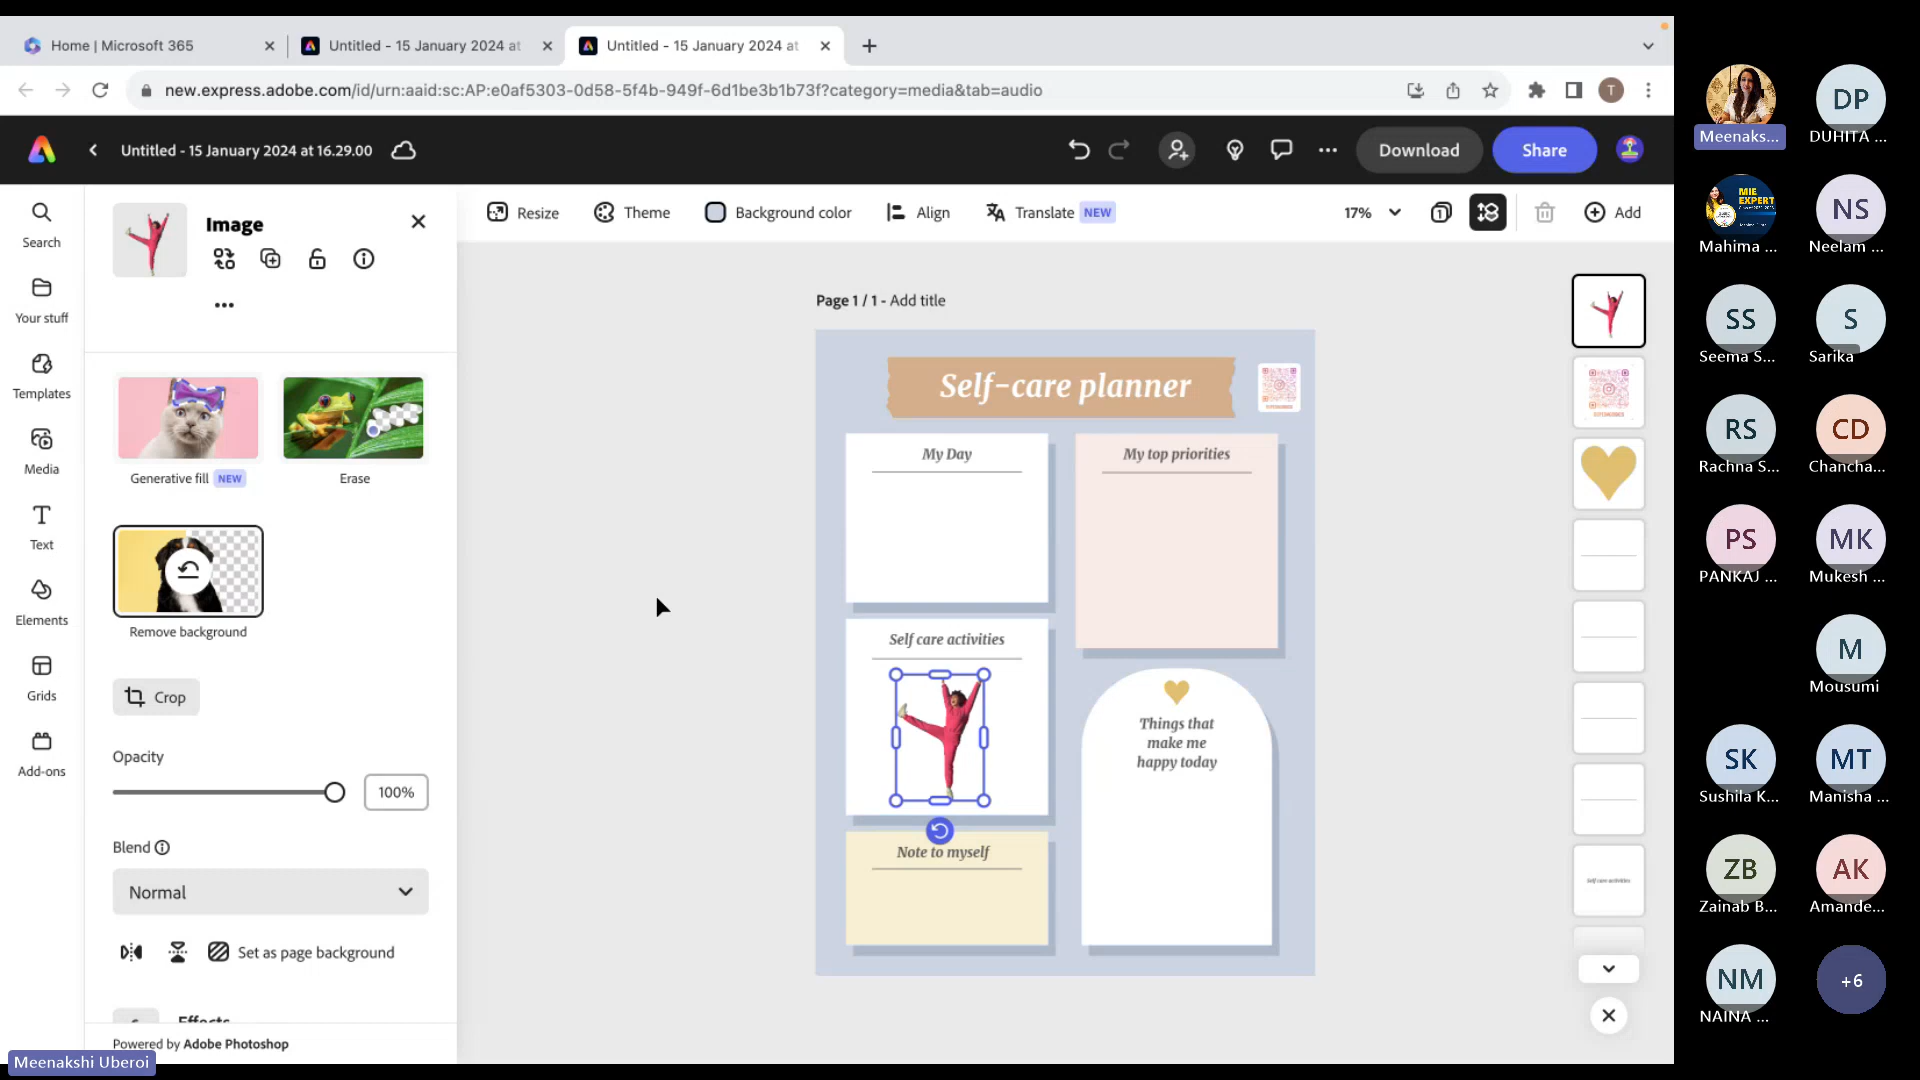 Home | Microsoft 365
Untitled - 15 January 2024 at
Untitled - 15 January 2024 at
new.express.adobe.com/id/urn:aaid:sc:AP:e0af5303-0d58-5f4b-949f-6d1be3b1b73f?category=media&tab=audio
T
Untitled - 15 January 2024 at 16.29.00
Download
Share
Search
Your stuff
Templates
Media
Text
Elements
Grids
Add-ons
Image
Generative fill NEW
Erase
Remove background
Crop
Opacity
100%
Blend
Normal
Set as page background
Effects
Powered by Adobe Photoshop
Meenakshi Uberoi
Resize
Theme
Background color
Align
Translate NEW
17%
1
Add
Page 1 / 1 - Add title
Self-care planner
My Day
My top priorities
Self care activities
Things that
make me
happy today
Note to myself
Self care activities
Meenaks...
DP
DUHITA ...
MIE
EXPERT
Mahima ...
NS
Neelam ...
SS
Seema S...
S
Sarika
RS
Rachna S...
CD
Chancha...
PS
PANKAJ ...
MK
Mukesh ...
M
Mousumi
SK
Sushila K...
MT
Manisha ...
ZB
Zainab B...
AK
Amande...
NM
NAINA ...
+6